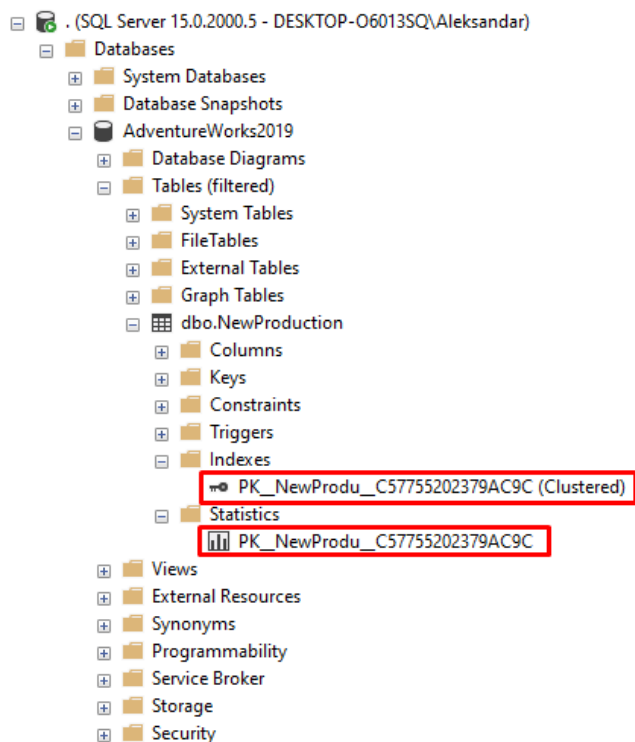 . (SQL Server 15.0.2000.5 - DESKTOP-O6013SQ\Aleksandar)
Databases
System Databases
Database Snapshots
AdventureWorks2019
Database Diagrams
Tables (filtered)
System Tables
FileTables
External Tables
Graph Tables
dbo.NewProduction
Columns
Keys
Constraints
Triggers
Indexes
PK__NewProdu__C57755202379AC9C (Clustered)
Statistics
PK__NewProdu__C57755202379AC9C
Views
External Resources
Synonyms
Programmability
Service Broker
Storage
Security